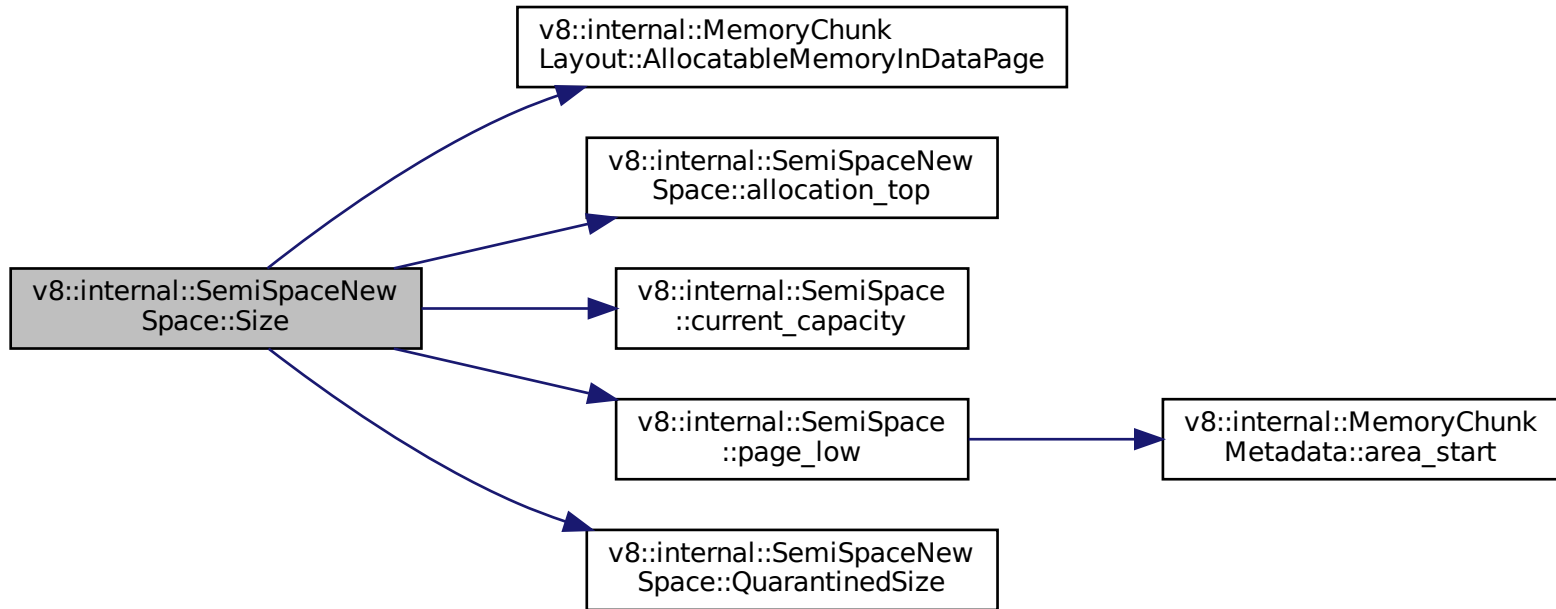 v8::internal::MemoryChunk
Layout::AllocatableMemoryInDataPage
v8::internal::SemiSpaceNew
Space::allocation_top
v8::internal::SemiSpaceNew
Space::Size
v8::internal::SemiSpace
::current_capacity
v8::internal::SemiSpace
::page_low
v8::internal::MemoryChunk
Metadata::area_start
v8::internal::SemiSpaceNew
Space::QuarantinedSize